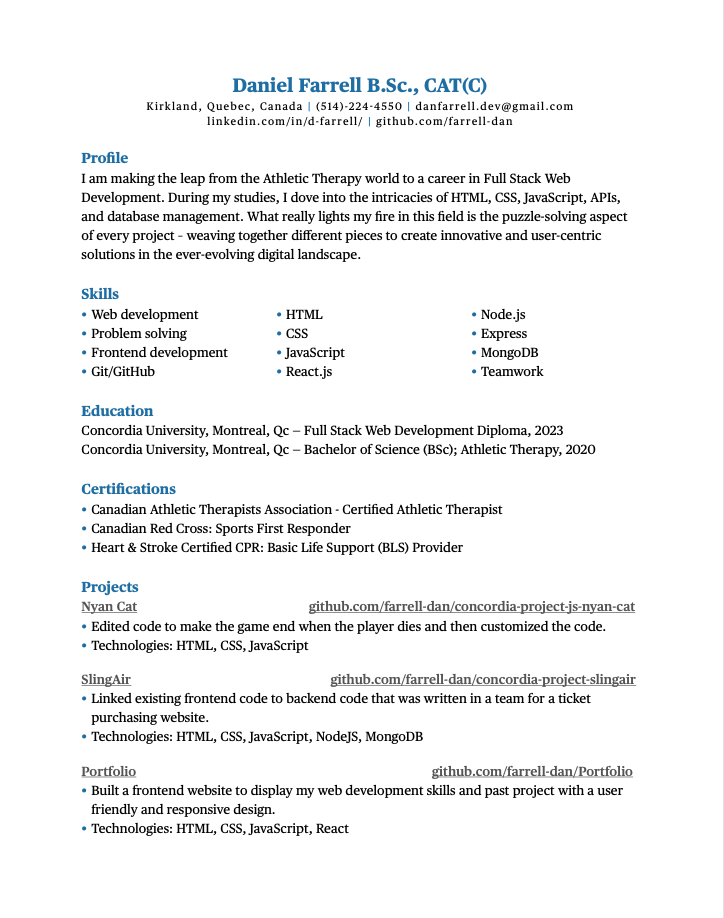 Daniel Farrell B.Sc., CAT(C)
Kirkland, Quebec, Canada | (514)-224-4550 | danfarrell.dev@gmail.com
linkedin.com/in/d-farrell/ | github.com/farrell-dan
Profile
I am making the leap from the Athletic Therapy world to a career in Full Stack Web
Development. During my studies, I dove into the intricacies of HTML, CSS, JavaScript, APIs,
and database management. What really lights my fire in this field is the puzzle-solving aspect
of every project – weaving together different pieces to create innovative and user-centric
solutions in the ever-evolving digital landscape.
Skills
• Web development
• Problem solving
• Frontend development
• Git/GitHub
• HTML
• CSS
• JavaScript
• React.js
• Node.js
• Express
• MongoDB
• Teamwork
Education
Concordia University, Montreal, Qc — Full Stack Web Development Diploma, 2023
Concordia University, Montreal, Qc — Bachelor of Science (BSc); Athletic Therapy, 2020
Certifications
• Canadian Athletic Therapists Association - Certified Athletic Therapist
• Canadian Red Cross: Sports First Responder
• Heart & Stroke Certified CPR: Basic Life Support (BLS) Provider
Projects
Nyan Cat github.com/farrell-dan/concordia-project-js-nyan-cat
• Edited code to make the game end when the player dies and then customized the code.
• Technologies: HTML, CSS, JavaScript
SlingAir github.com/farrell-dan/concordia-project-slingair
• Linked existing frontend code to backend code that was written in a team for a ticket
purchasing website.
• Technologies: HTML, CSS, JavaScript, NodeJS, MongoDB
Portfolio github.com/farrell-dan/Portfolio
• Built a frontend website to display my web development skills and past project with a user
friendly and responsive design.
• Technologies: HTML, CSS, JavaScript, React